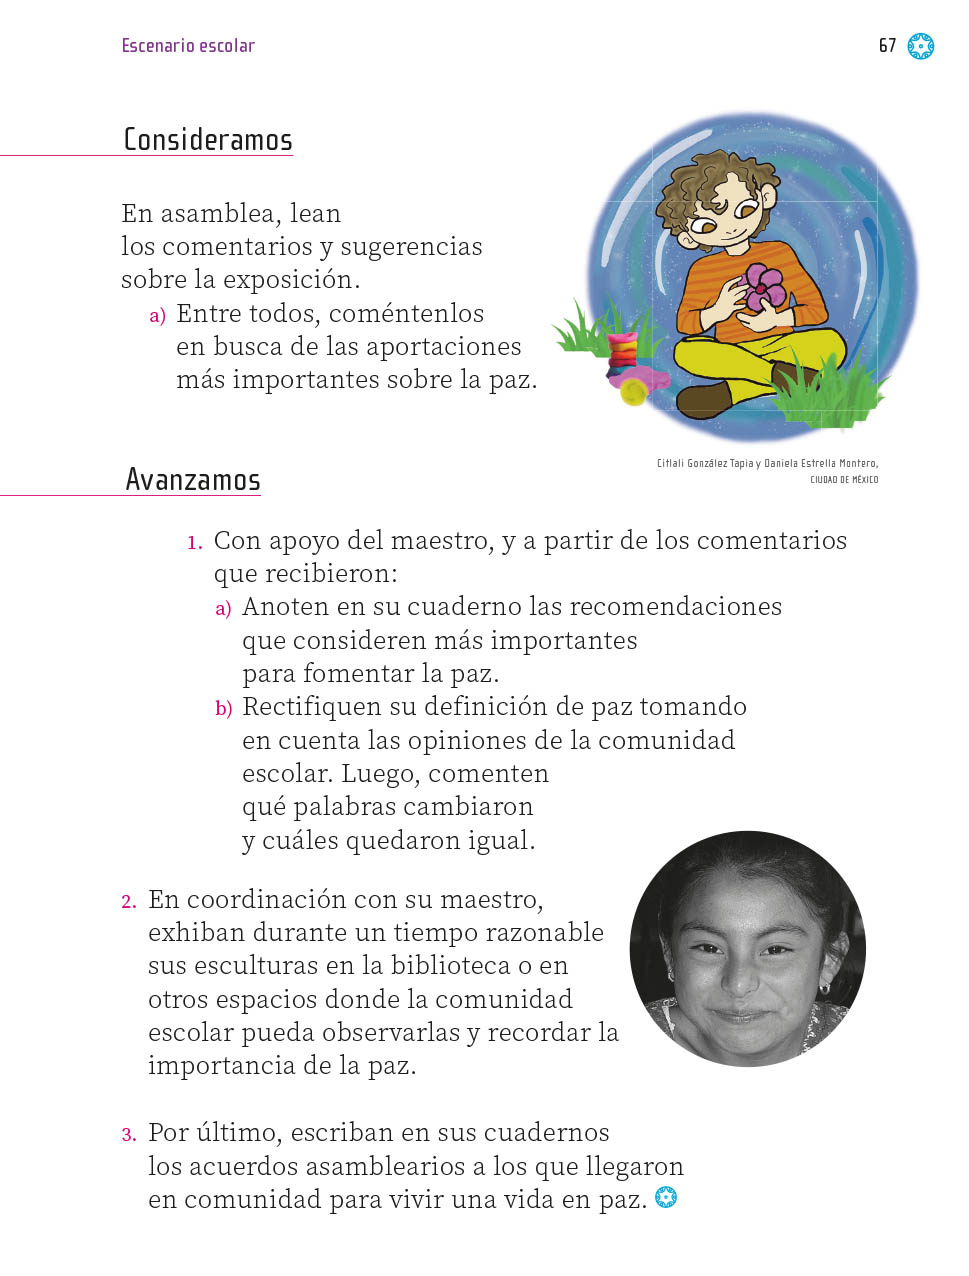 Escenario escolar
67
Consideramos
En asamblea, lean
los comentarios y sugerencias
sobre la exposición.
a) Entre todos, coméntenlos
en busca de las aportaciones
más importantes sobre la paz.
Citlali González Tapia y Daniela Estrella Montero,
CIUDAD DE MÉXICO
Avanzamos
1. Con apoyo del maestro, y a partir de los comentarios
que recibieron:
a) Anoten en su cuaderno las recomendaciones
que consideren más importantes
para fomentar la paz.
b) Rectifiquen su definición de paz tomando
en cuenta las opiniones de la comunidad
escolar. Luego, comenten
qué palabras cambiaron
y cuáles quedaron igual.
2. En coordinación con su maestro,
exhiban durante un tiempo razonable
sus esculturas en la biblioteca o en
otros espacios donde la comunidad
escolar pueda observarlas y recordar la
importancia de la paz.
3. Por último, escriban en sus cuadernos
los acuerdos asamblearios a los que llegaron
en comunidad para vivir una vida en paz.